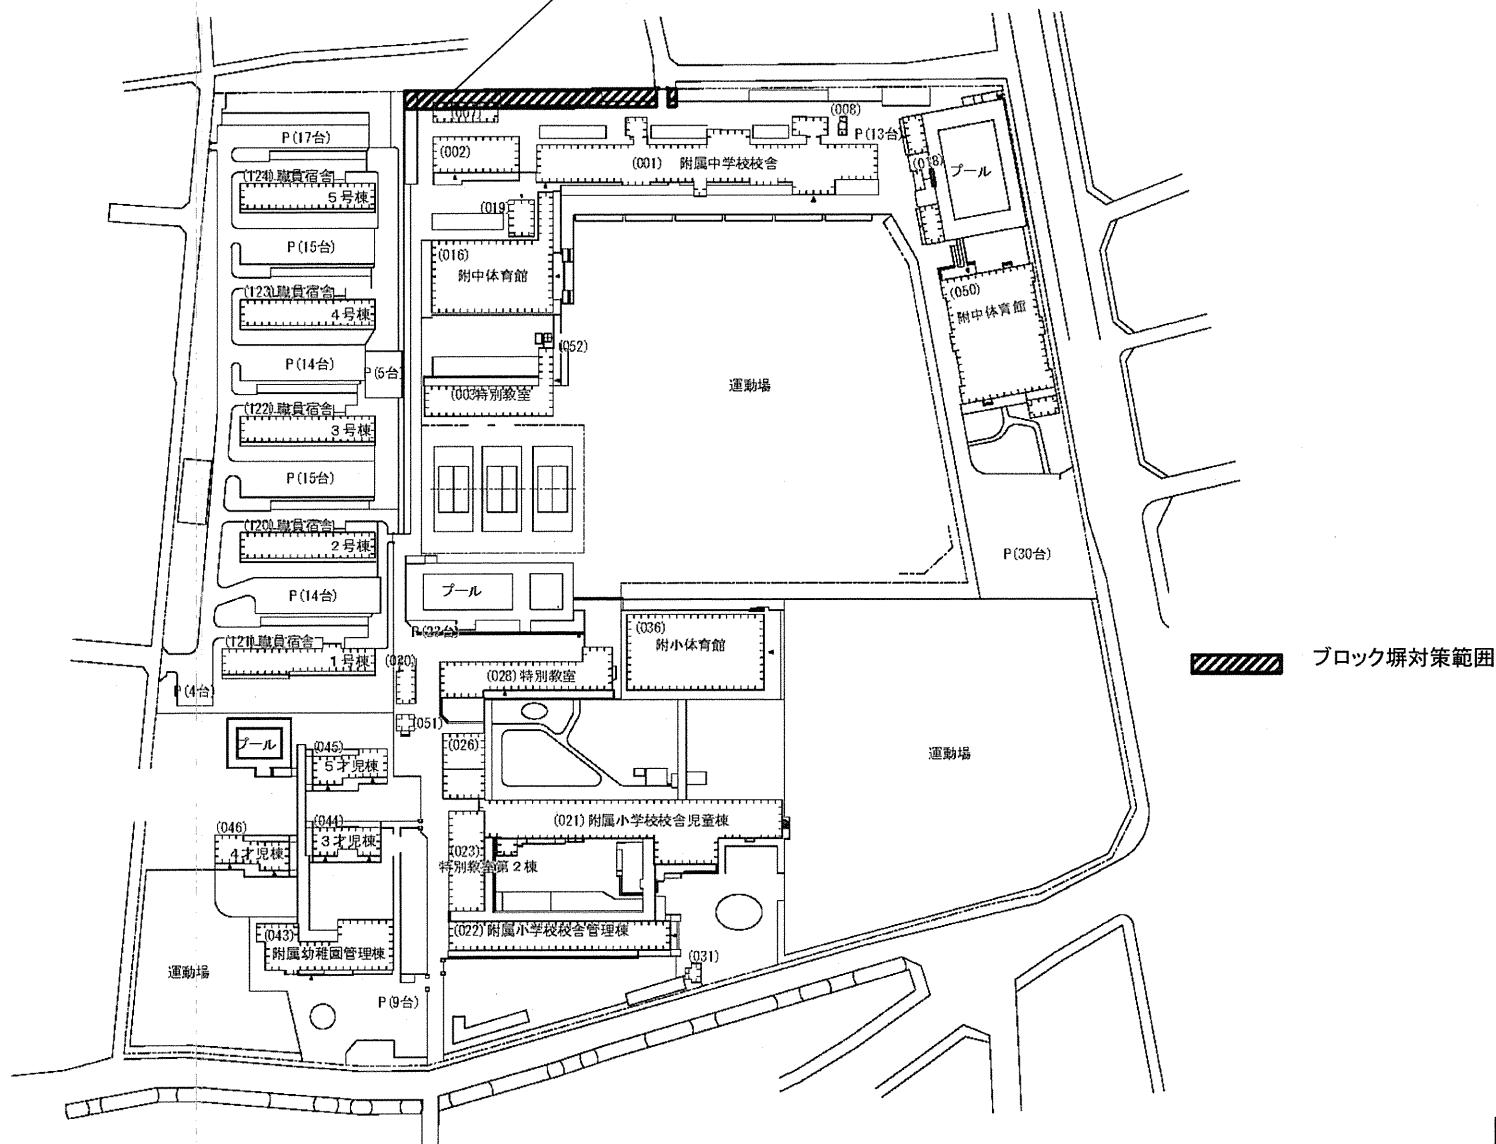 (007)
(008)
P(17台)
(002)
(001) 附属中学校校舎
P(13台)
(018)
プール
(124) 職員宿舎
5号棟
(019)
P(15台)
(016)
附中体育館
(050)
附中体育館
(123) 職員宿舎
4号棟
(052)
P(14台)
P(5台)
(003)特別教室
運動場
(122) 職員宿舎
3号棟
P(15台)
(120) 職員宿舎
2号棟
P(30台)
P(14台)
プール
P(23台)
(036)
附小体育館
(121) 職員宿舎
1号棟
(020)
(028) 特別教室
ブロック塀対策範囲
P(4台)
(051)
(026)
プール
(045)
5才児棟
運動場
(046)
4才児棟
(044)
3才児棟
(021) 附属小学校校舎児童棟
(023)
特別教室第2棟
(043)
附属幼稚園管理棟
(022) 附属小学校校舎管理棟
(031)
運動場
P(9台)